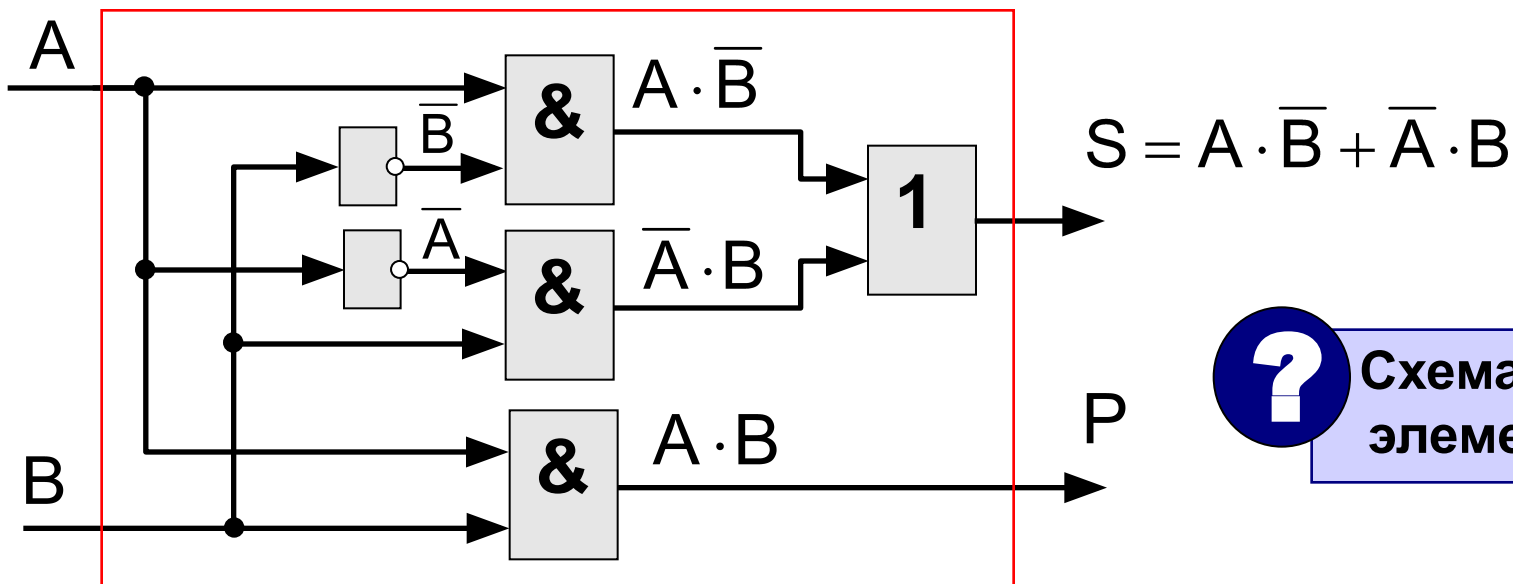 A
&
A · B̅
B̅
S = A · B̅ + A̅ · B
1
A̅
&
A̅ · B
Схема
элеме
P
&
A · B
B
?